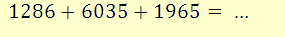 1286 + 6035 + 1965 = ...